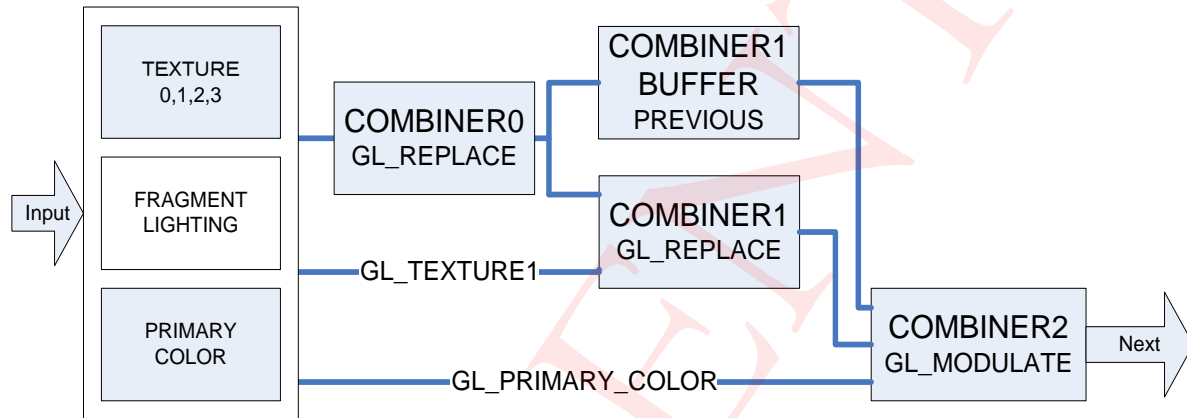 Input
TEXTURE
0,1,2,3
FRAGMENT
LIGHTING
PRIMARY
COLOR
COMBINER0
GL_REPLACE
COMBINER1
BUFFER
PREVIOUS
COMBINER1
GL_REPLACE
GL_TEXTURE1
GL_PRIMARY_COLOR
COMBINER2
GL_MODULATE
Next